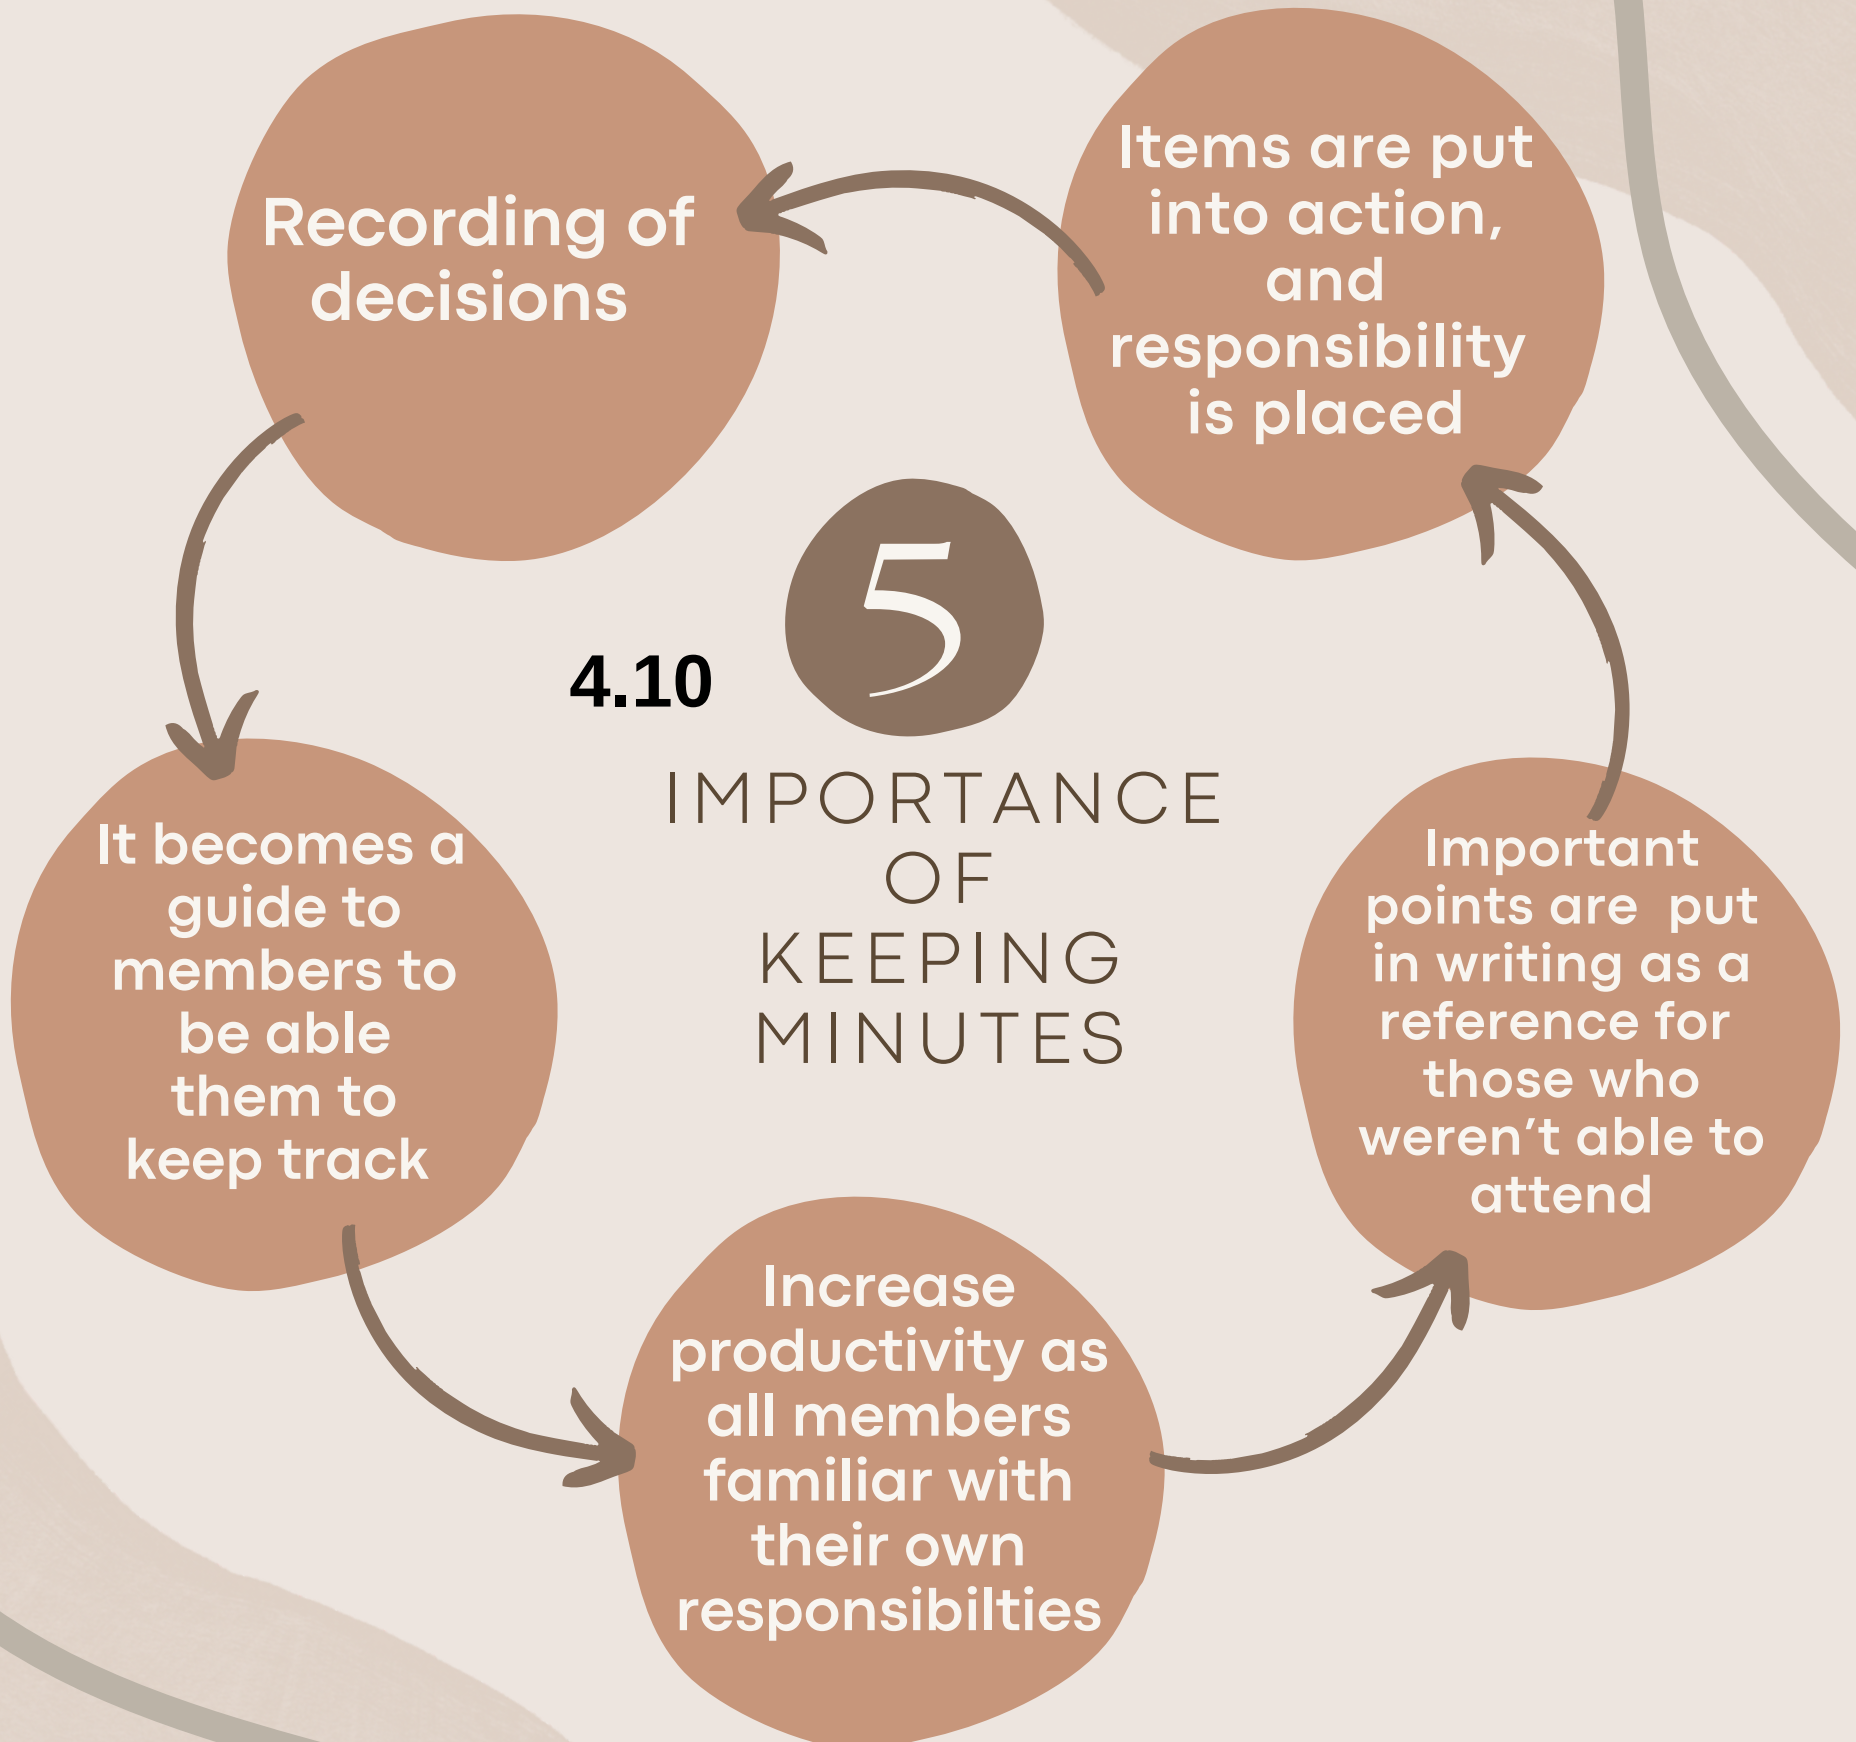 Recording of
decisions
Items are put
into action,
and
responsibility
is placed
4.10
5
IMPORTANCE
OF
KEEPING
MINUTES
It becomes a
guide to
members to
be able
them to
keep track
Important
points are  put
in writing as a
reference for
those who
weren't able to
attend
Increase
productivity as
all members
familiar with
their own
responsibilties